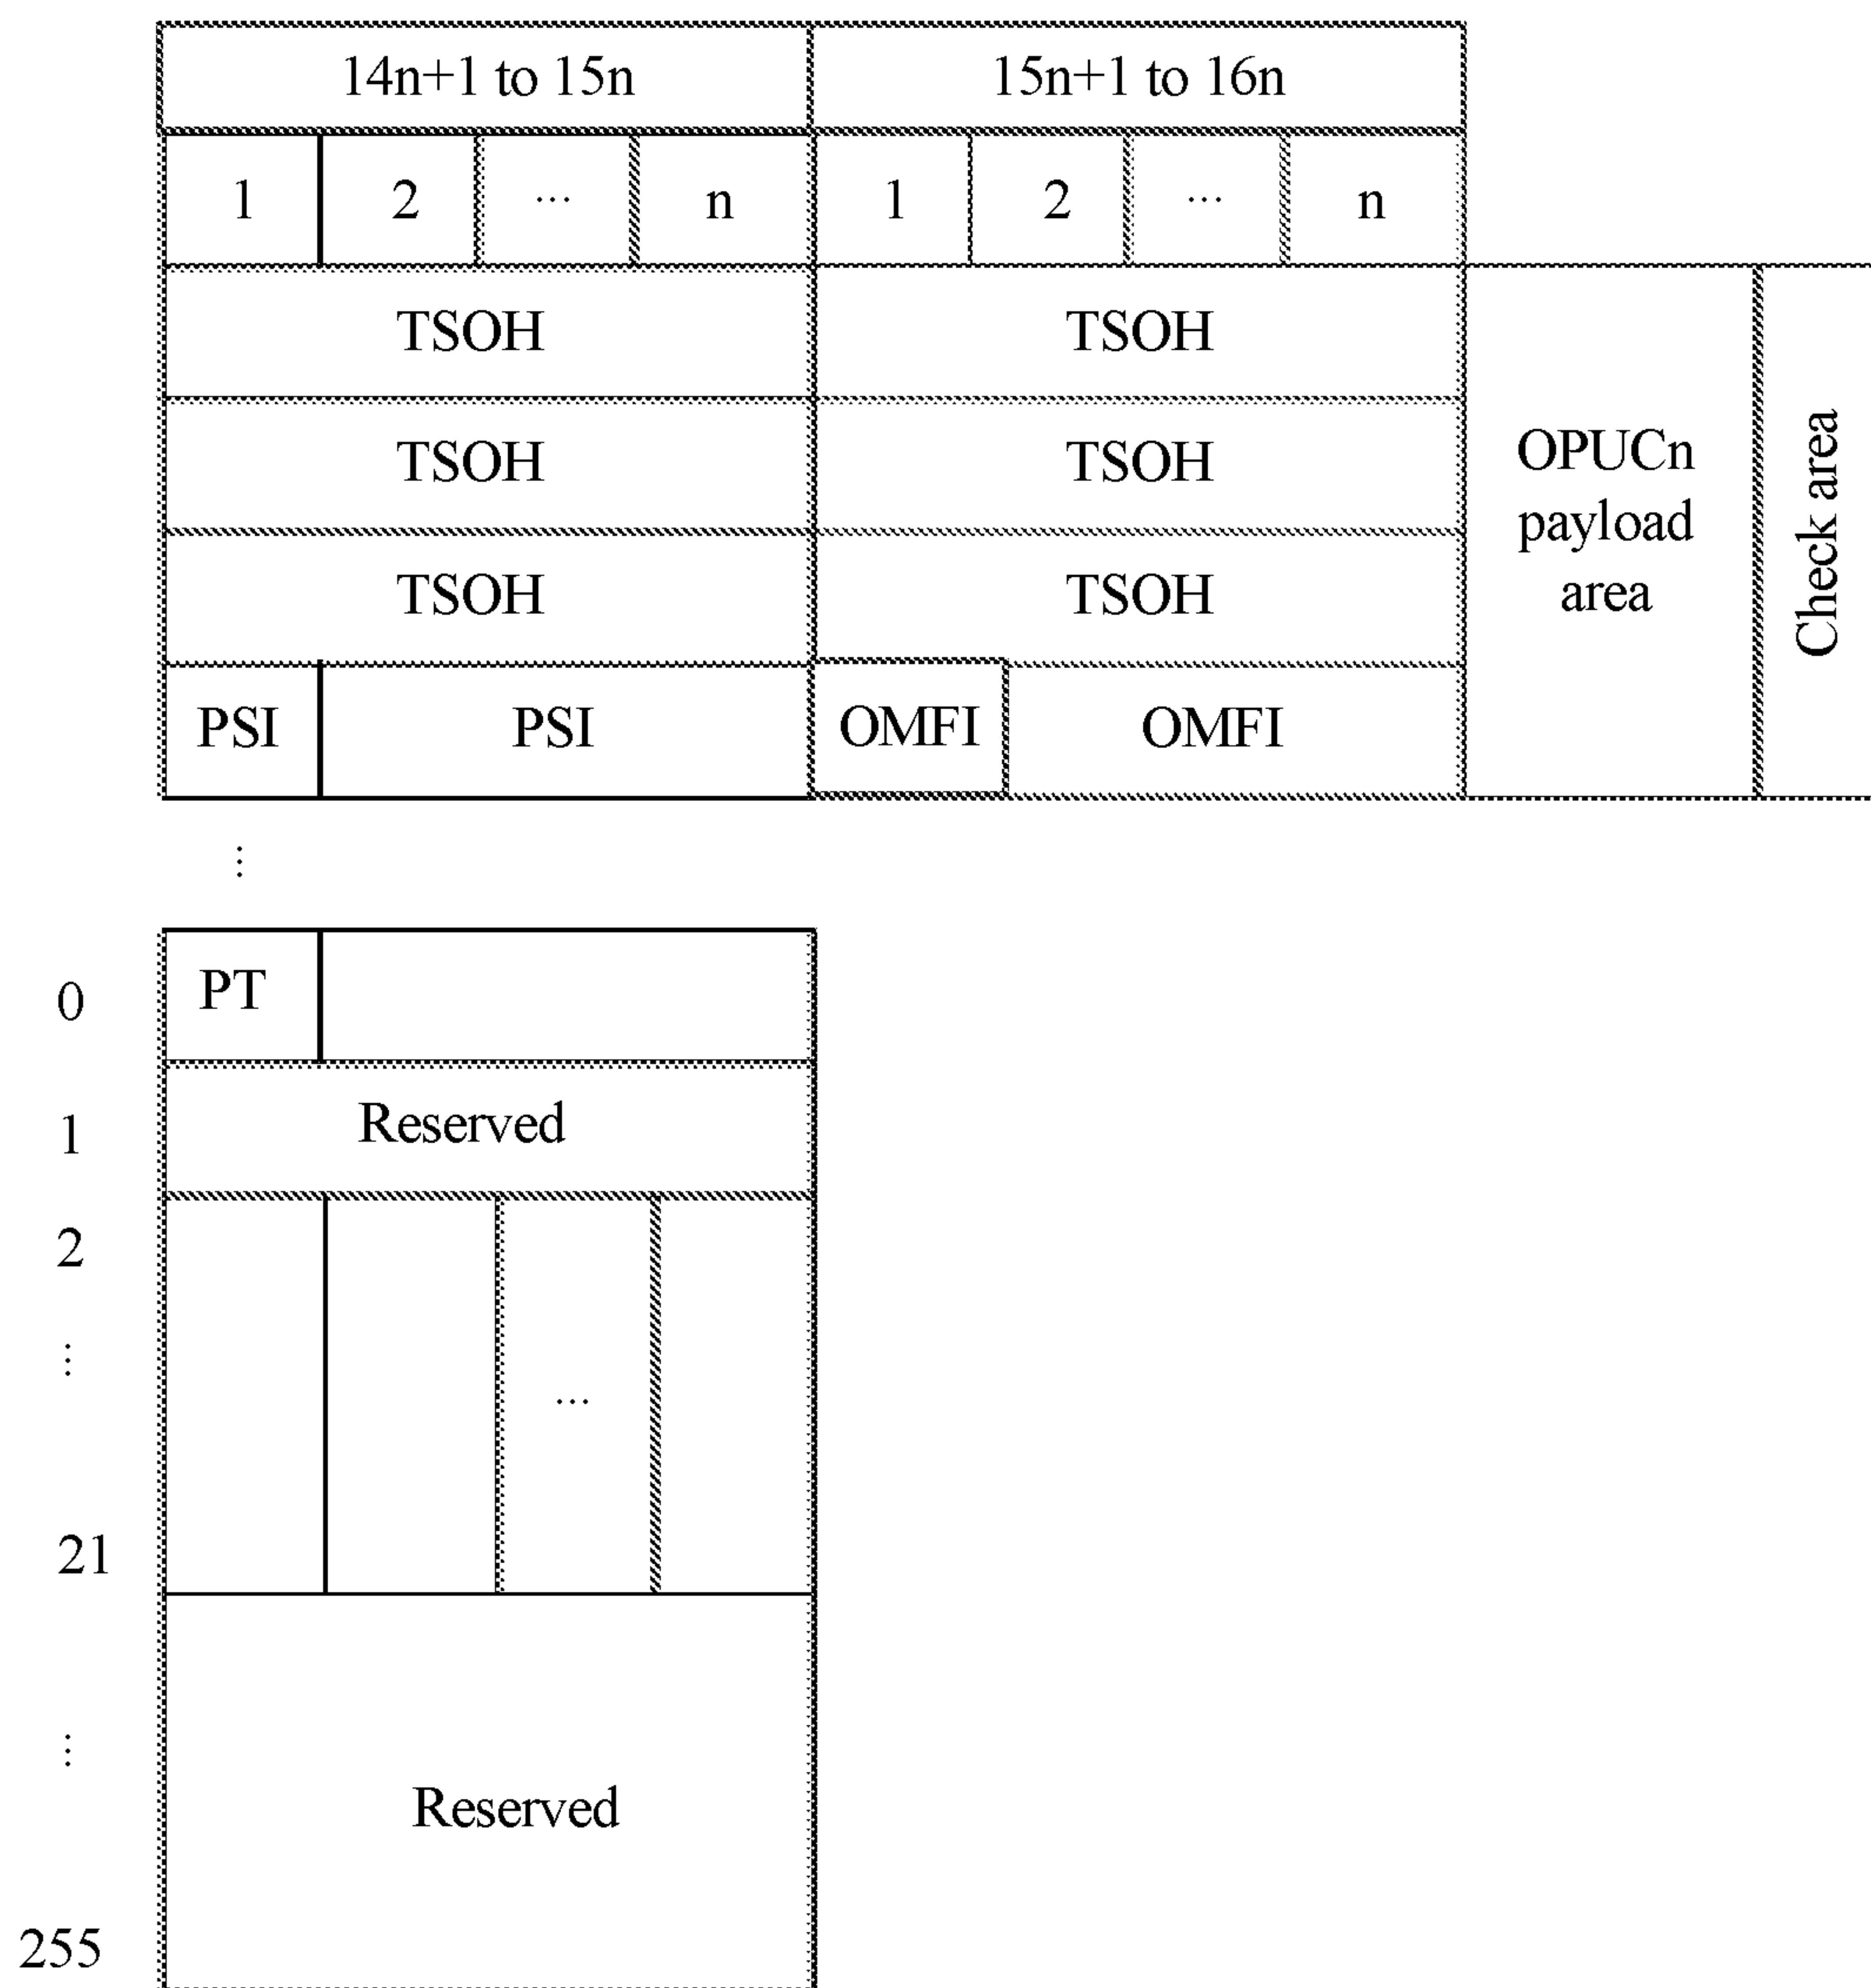 14n+1 to 15n 15n+1 to 16n
1 2 ... n 1 2 ... n
TSOH TSOH
TSOH TSOH
TSOH TSOH
PSI PSI OMFI OMFI
OPUCn
payload
area
Check area
⋮
0 PT
1 Reserved
2
⋮
...
21
⋮
Reserved
255